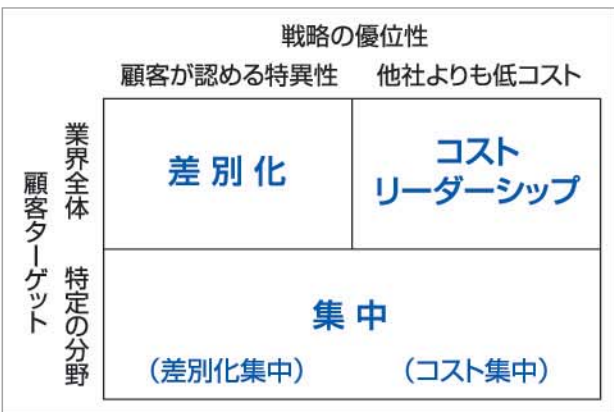 戦略の優位性
顧客が認める特異性
他社よりも低コスト
顧客ターゲット
業界全体
差別化
コスト
リーダーシップ
特定の分野
集中
（差別化集中）
（コスト集中）